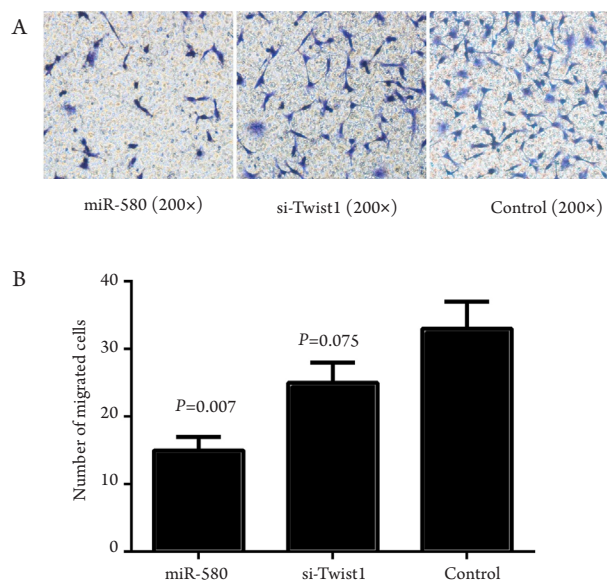 A
miR-580 (200×)
si-Twist1 (200×)
Control (200×)
B
Number of migrated cells
40
30
20
10
0
P=0.007
P=0.075
miR-580
si-Twist1
Control